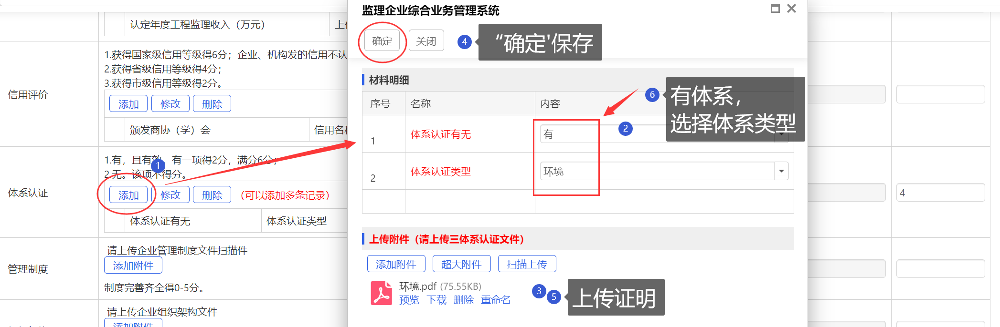 认定年度工程监理收入（万元）
上
信用评价
1.获得国家级信用等级得6分；企业、机构发的信用不认
2.获得省级信用等级得4分；
3.获得市级信用等级得2分。
添加 修改 删除
颁发商协（学）会
信用名
体系认证
1.有，且有效，有一项得2分，满分6分；
2.无。该项不得分。
1
添加 修改 删除 （可以添加多条记录）
体系认证有无 体系认证类型
管理制度
请上传企业管理制度文件扫描件
添加附件
制度完善齐全得0-5分。
请上传企业组织架构文件
添加附件
监理企业综合业务管理系统
确定 关闭
4 “确定'保存
材料明细
序号 名称 内容
1 体系认证有无 有
2 体系认证类型 环境
2
6 有体系，
选择体系类型
上传附件（请上传三体系认证文件）
添加附件 超大附件 扫描上传
环境.pdf (75.55KB)
预览 下载 删除 重命名
3 5 上传证明
4